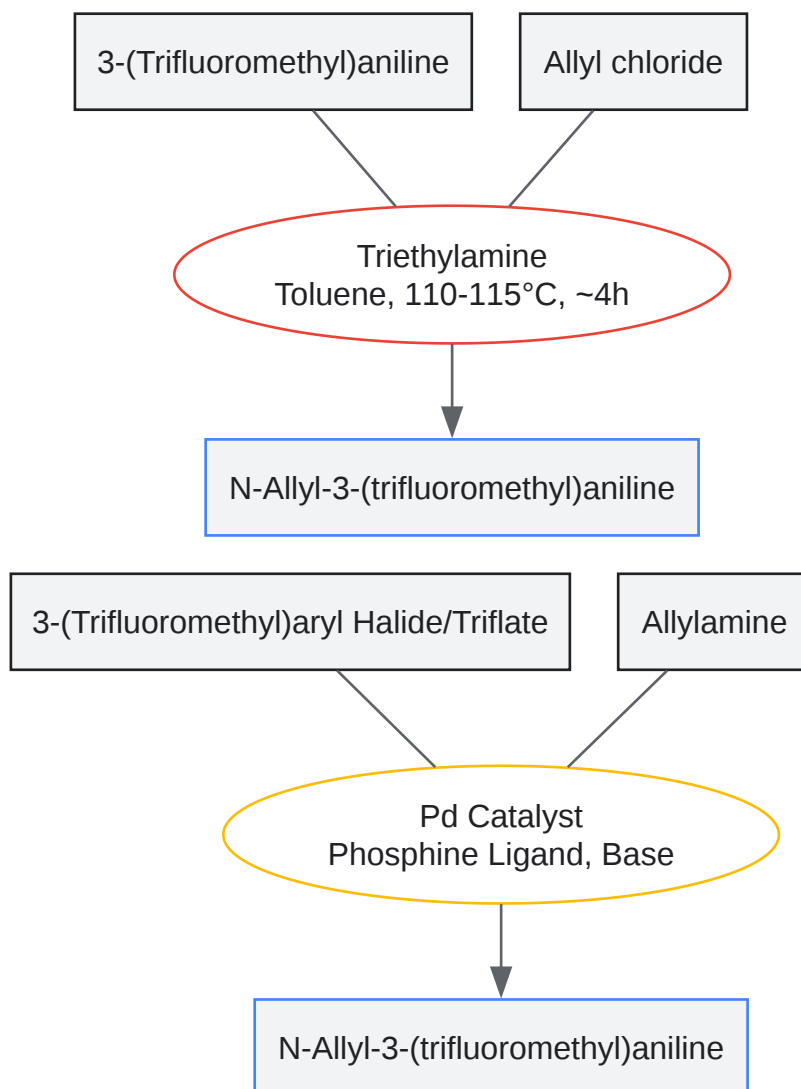 3-(Trifluoromethyl)aniline
Allyl chloride
Triethylamine
Toluene, 110-115°C, ~4h
N-Allyl-3-(trifluoromethyl)aniline
3-(Trifluoromethyl)aryl Halide/Triflate
Allylamine
Pd Catalyst
Phosphine Ligand, Base
N-Allyl-3-(trifluoromethyl)aniline